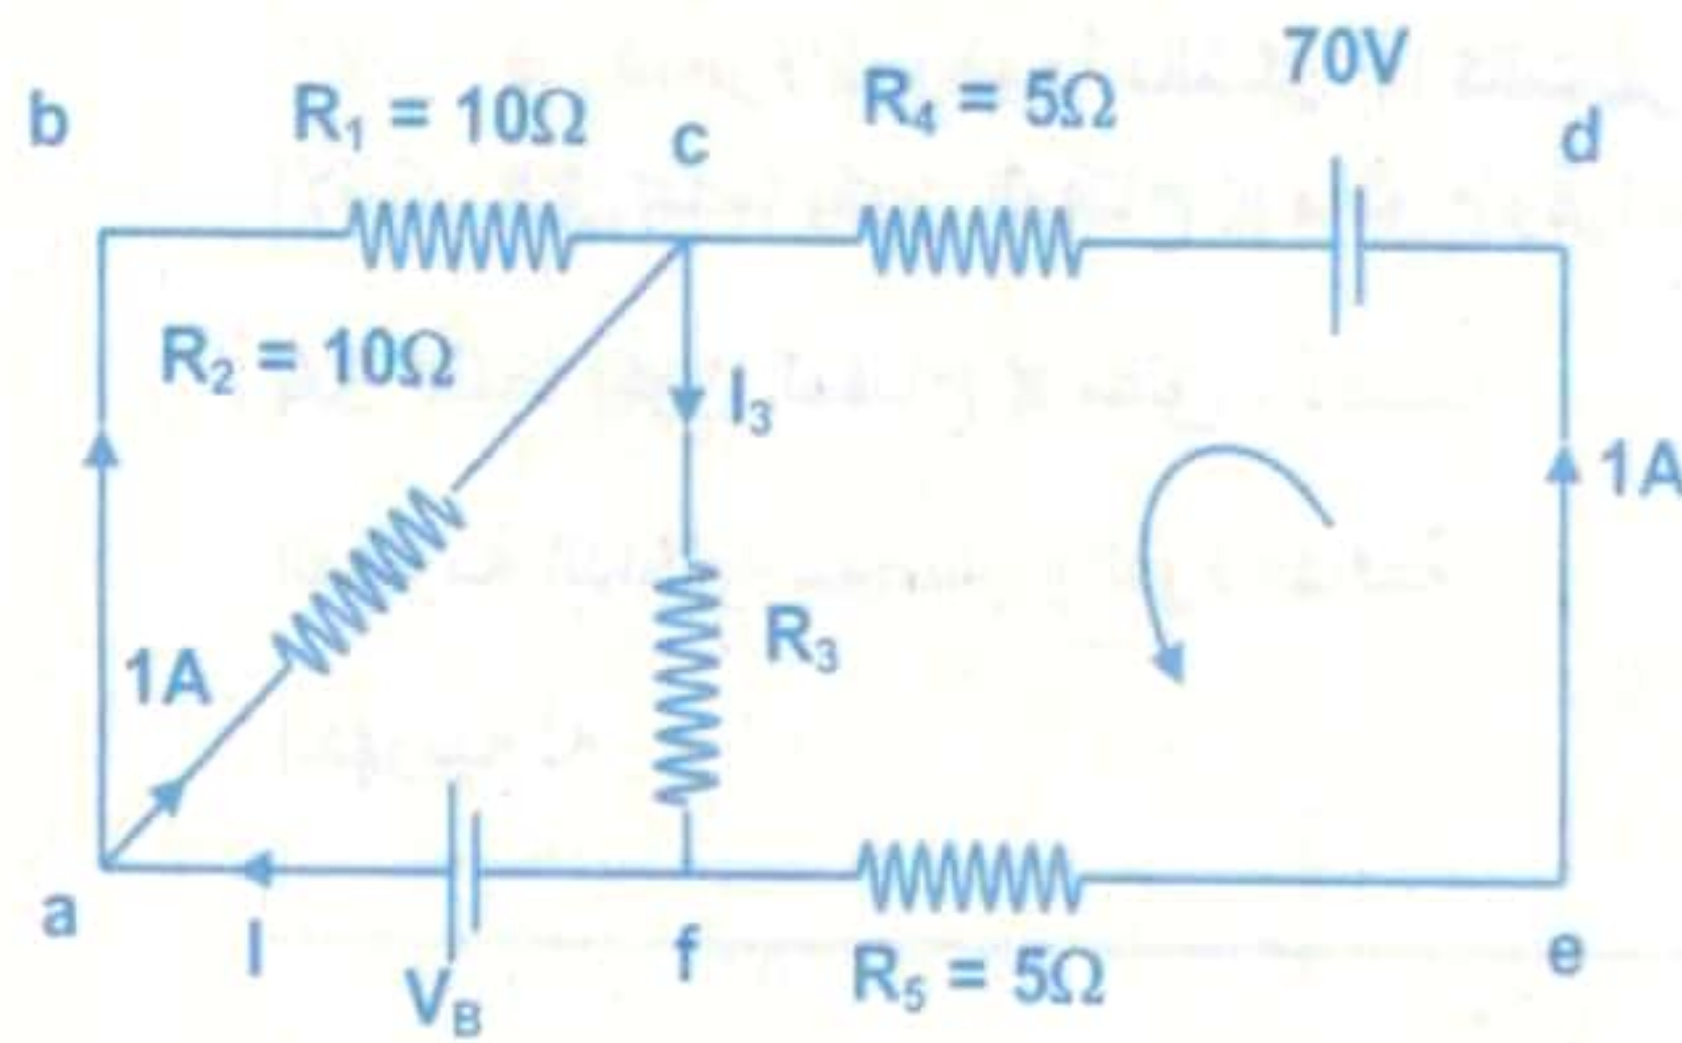 70V
b R₁ = 10Ω c R₄ = 5Ω d
R₂ = 10Ω
I₃
1A
R₃
1A
a I V_B f R₅ = 5Ω e